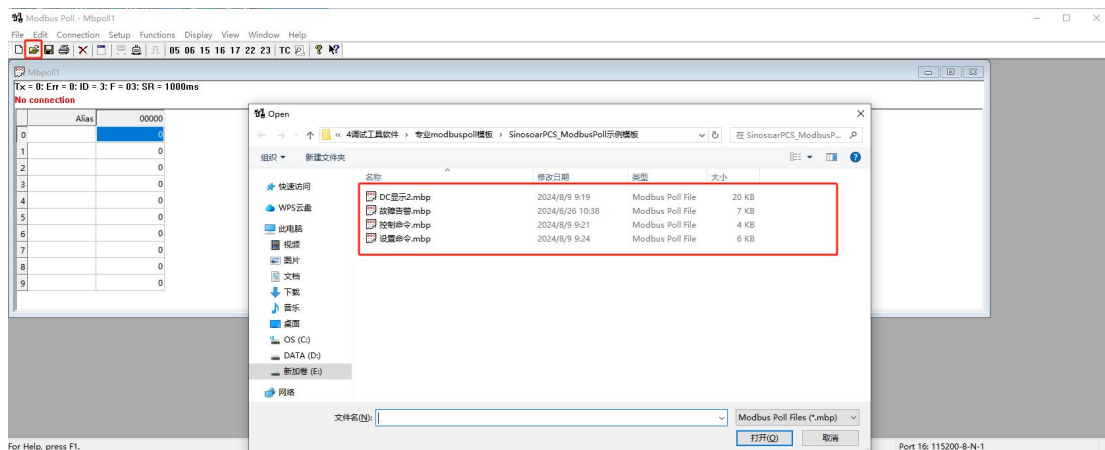 Modbus Poll - Mbpoll1
File Edit Connection Setup Functions Display View Window Help
05 06 15 16 17 22 23 TC
Mbpoll1
Tx = 0: Err = 0: ID = 3: F = 03: SR = 1000ms
No connection
Alias 00000
0 0
1 0
2 0
3 0
4 0
5 0
6 0
7 0
8 0
9 0
Open
« 4调试工具软件 › 专业modbuspoll模板 › SinosoarPCS_ModbusPoll示例模板
在 SinosoarPCS_ModbusP...
组织 新建文件夹
名称 修改日期 类型 大小
DC显示2.mbp 2024/8/9 9:19 Modbus Poll File 20 KB
故障告警.mbp 2024/6/26 10:38 Modbus Poll File 7 KB
控制命令.mbp 2024/8/9 9:21 Modbus Poll File 4 KB
设置命令.mbp 2024/8/9 9:24 Modbus Poll File 6 KB
快速访问
WPS云盘
此电脑
视频
图片
文档
下载
音乐
桌面
OS (C:)
DATA (D:)
新加卷 (E:)
网络
文件名(N):
Modbus Poll Files (*.mbp)
打开(O) 取消
For Help, press F1.
Port 16: 115200-8-N-1